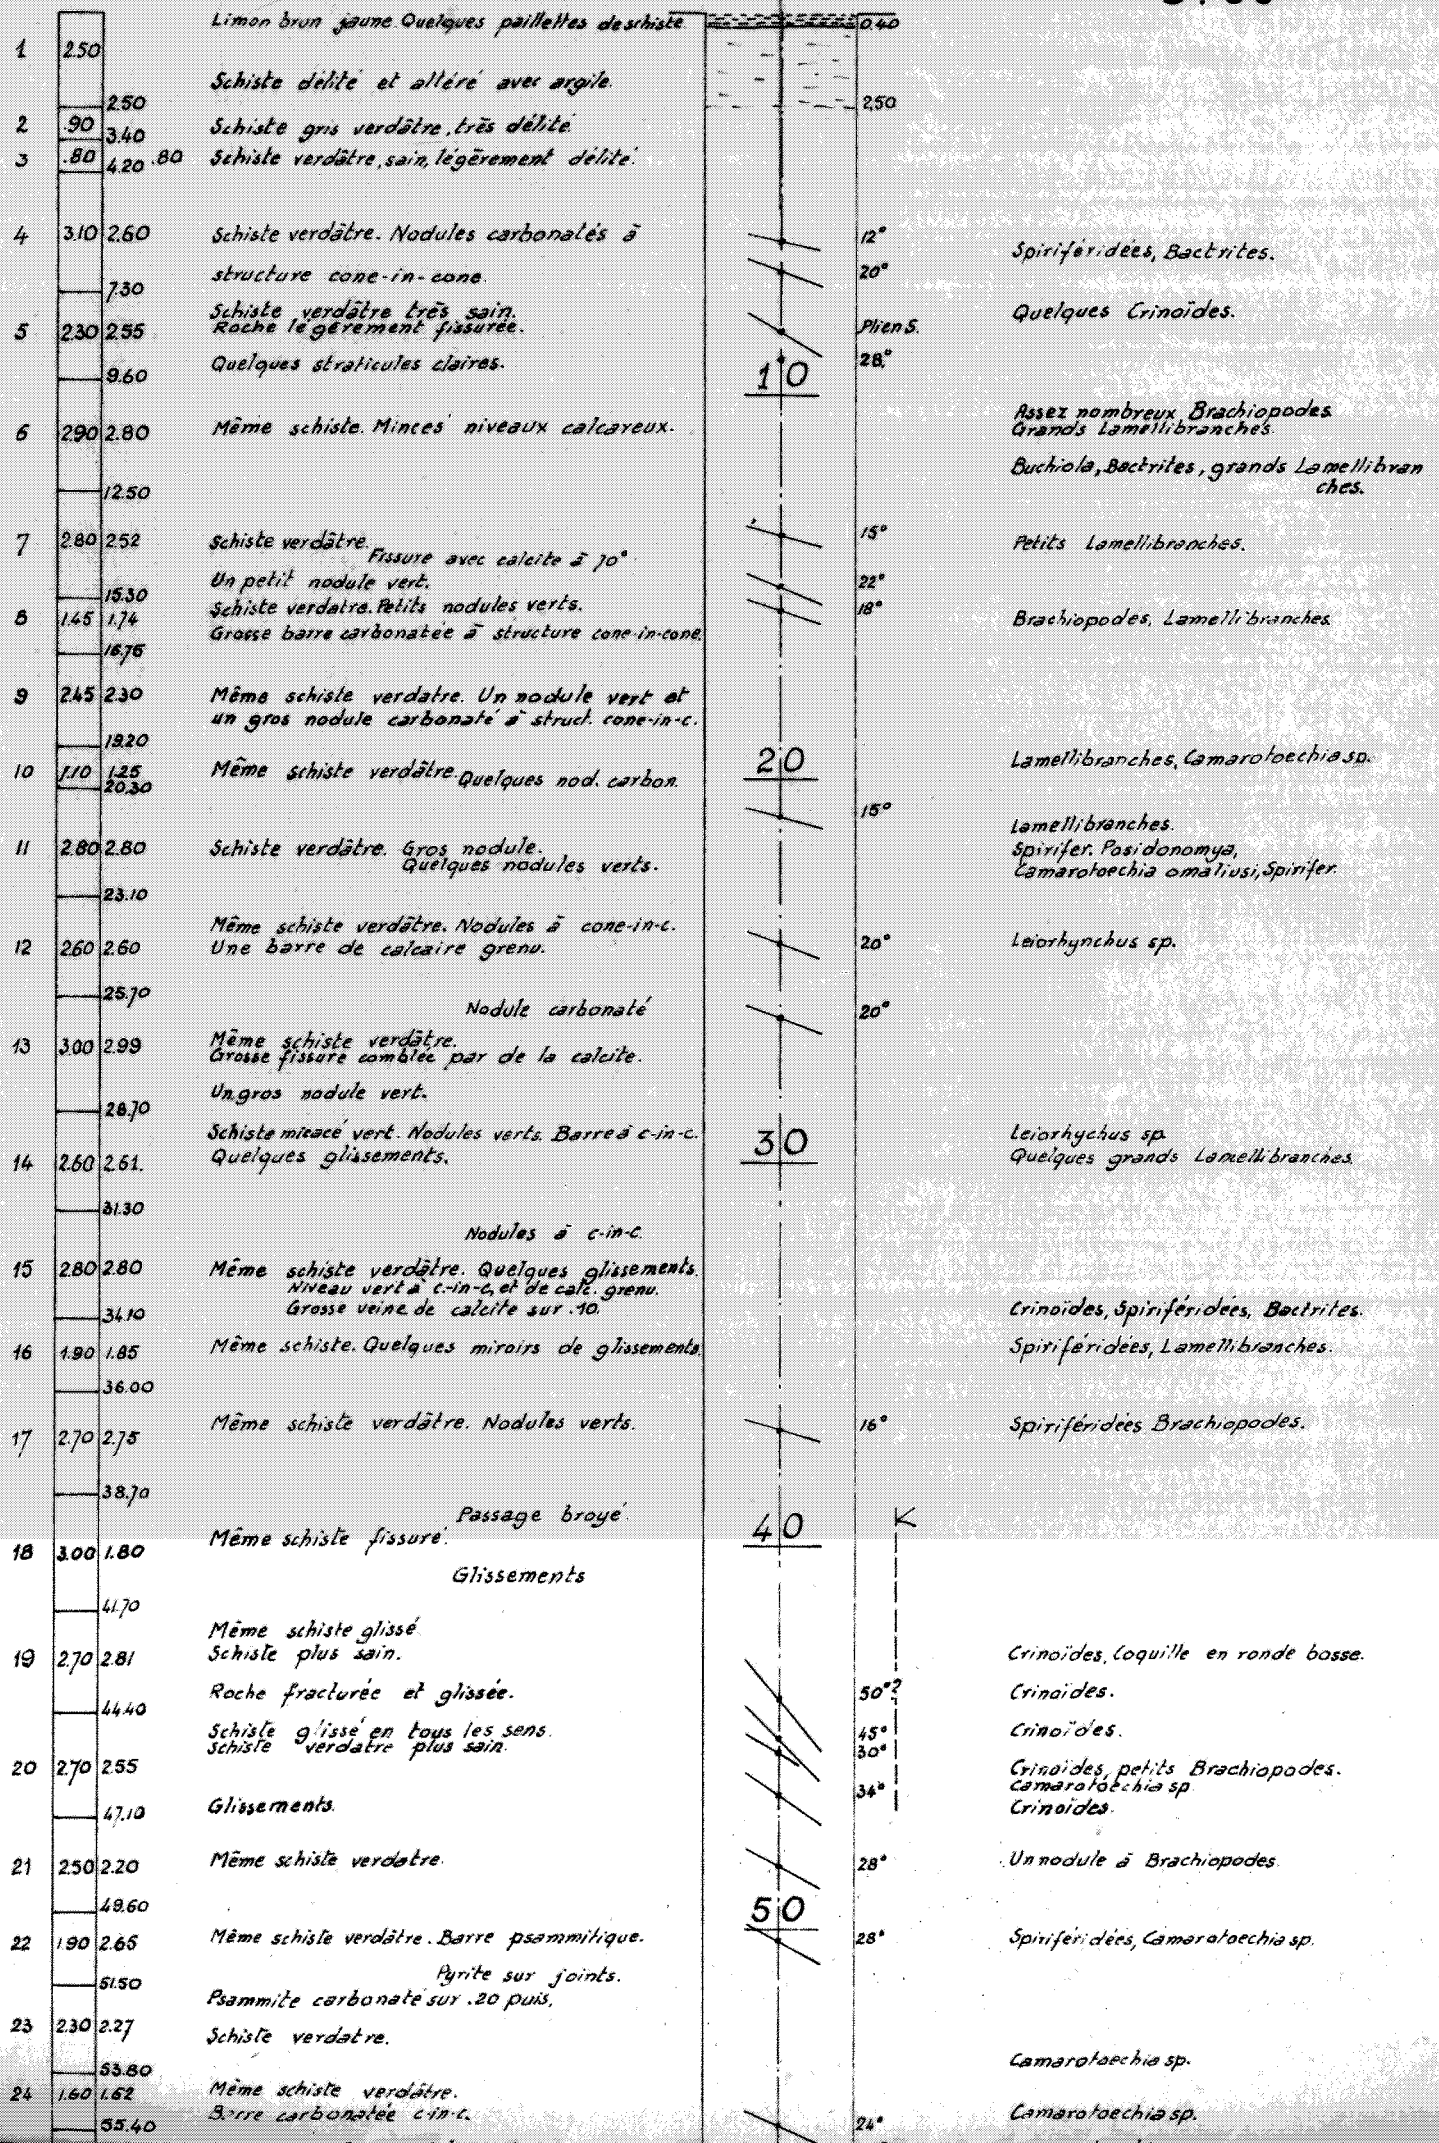 Limon brun jaune. Quelques paillettes de schiste 0.40
1 2.50
Schiste délité et altéré avec argile.
2.50 2,50
2 .90 Schiste gris verdâtre, très délité.
3.40
3 .80 .80 Schiste verdâtre, sain, légèrement délité.
4.20
4 3.10 2.60 Schiste verdâtre. Nodules carbonatés à 12°
Spiriféridées, Bactrites.
structure cone-in-cone. 20°
7.30
Schiste verdâtre très sain. Quelques Crinoïdes.
5 2.30 2.55 Roche légèrement fissurée. Plien S.
Quelques straticules claires. 28°
9.60 10
Assez nombreux Brachiopodes
6 2.90 2.80 Même schiste. Minces niveaux calcareux. Grands Lamellibranches.
Buchiola, Bactrites, grands Lamellibran
12.50 ches.
7 2.80 2.52 Schiste verdâtre. 15° Petits Lamellibranches.
Fissure avec calcite à 70°
Un petit nodule vert. 22°
15.30
Schiste verdatre. Petits nodules verts. 18°
8 1.45 1.74 Brachiopodes, Lamellibranches
Grosse barre carbonatée à structure cone-in-cone.
16.75
9 2.45 2.30 Même schiste verdatre. Un nodule vert et
un gros nodule carbonaté à struct. cone-in-c.
19.20
20 Lamellibranches, Camarotoechia sp.
10 1.10 1.25 Même schiste verdâtre. Quelques nod. carbon.
20.30
15°
Lamellibranches.
11 2.80 2.80 Schiste verdâtre. Gros nodule. Spirifer. Posidonomya,
Quelques nodules verts. Camarotoechia omaliusi, Spirifer.
23.10
Même schiste verdâtre. Nodules à cone-in-c.
12 2.60 2.60 Une barre de calcaire grenu. 20° Leiorhynchus sp.
25.70
Nodule carbonaté 20°
Même schiste verdâtre.
13 3.00 2.99 Grosse fissure comblée par de la calcite.
Un gros nodule vert.
28.70
Schiste micacé vert. Nodules verts. Barre à c-in-c. 30 Leiorhychus sp
14 2.60 2.61. Quelques glissements. Quelques grands Lamellibranches.
31.30
Nodules à c-in-c.
15 2.80 2.80 Même schiste verdâtre. Quelques glissements.
Niveau vert à c.-in-c, et de calc. grenu.
Grosse veine de calcite sur .10. Crinoïdes, Spiriféridées, Bactrites.
34.10
16 1.90 1.85 Même schiste. Quelques miroirs de glissements. Spiriféridées, Lamellibranches.
36.00
Même schiste verdâtre. Nodules verts. 16° Spiriféridées Brachiopodes.
17 2.70 2.75
38.70
Passage broyé. 40 K
Même schiste fissuré.
18 3.00 1.80
Glissements
41.70
Même schiste glissé
19 2.70 2.81 Schiste plus sain. Crinoïdes, Coquille en ronde bosse.
Roche fracturée et glissée. 50°? Crinoïdes.
44.40
Schiste glissé en tous les sens. 45° Crinoïdes.
Schiste verdatre plus sain. 30°
20 2.70 2.55 Crinoïdes, petits Brachiopodes.
34° Camarotoechia sp
47.10 Glissements. Crinoïdes.
21 2.50 2.20 Même schiste verdatre. 28° Un nodule à Brachiopodes.
49.60 50
22 1.90 2.65 Même schiste verdâtre. Barre psammitique. 28° Spiriféridées, Camarotoechia sp.
Pyrite sur joints.
51.50
Psammite carbonaté sur .20 puis,
23 2.30 2.27
Schiste verdatre.
Camarotoechia sp.
53.80
24 1.60 1.62 Même schiste verdâtre.
Barre carbonatée c-in-c. Camarotoechia sp.
55.40 24°